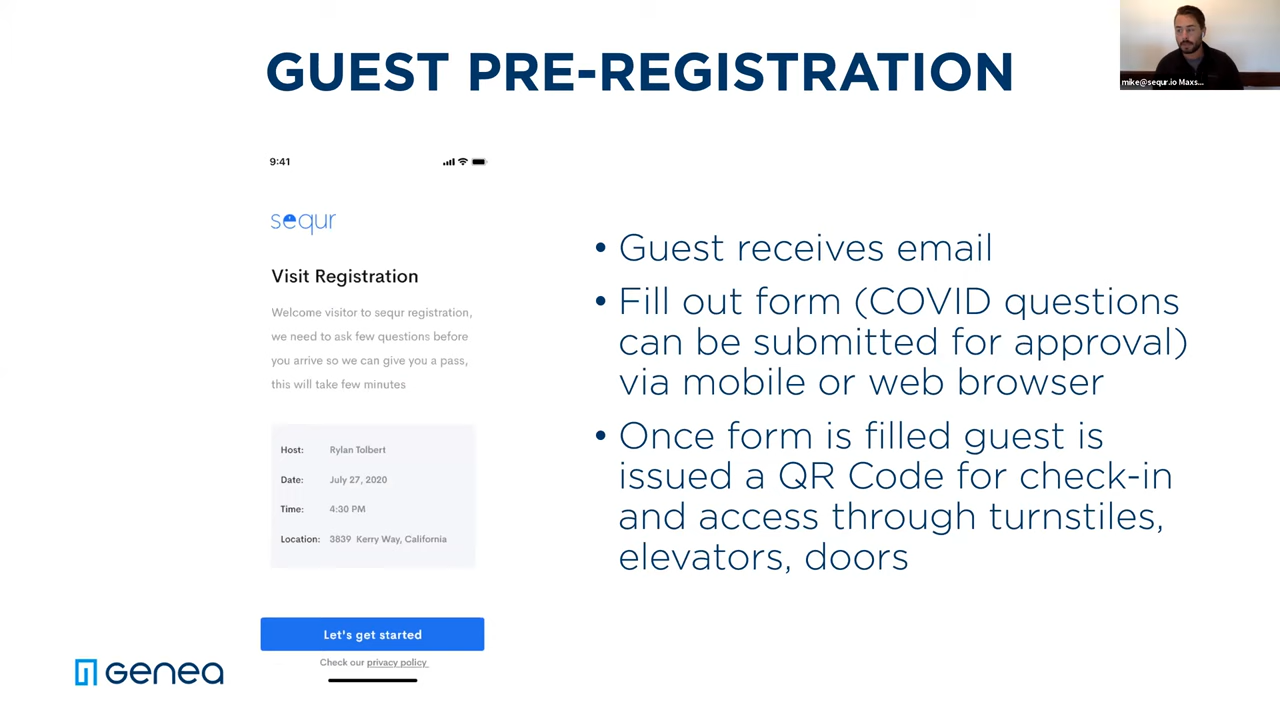 GUEST PRE-REGISTRATION
mike@sequr.io Maxs...
9:41
sequr
Visit Registration
Welcome visitor to sequr registration,
we need to ask few questions before
you arrive so we can give you a pass,
this will take few minutes
Host: Rylan Tolbert
Date: July 27, 2020
Time: 4:30 PM
Location: 3839 Kerry Way, California
Let's get started
Check our privacy policy
• Guest receives email
• Fill out form (COVID questions
can be submitted for approval)
via mobile or web browser
• Once form is filled guest is
issued a QR Code for check-in
and access through turnstiles,
elevators, doors
GENEA